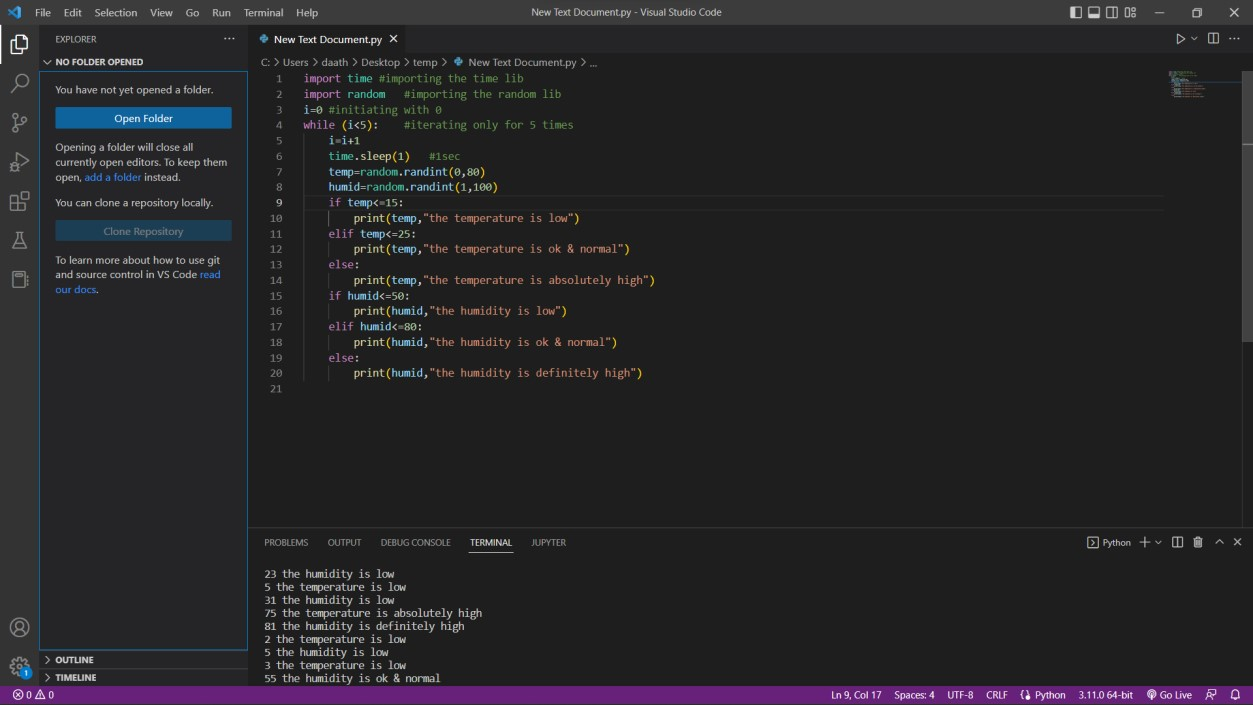 File Edit Selection View Go Run Terminal Help
New Text Document.py - Visual Studio Code
EXPLORER
NO FOLDER OPENED
You have not yet opened a folder.
Open Folder
Opening a folder will close all
currently open editors. To keep them
open, add a folder instead.
You can clone a repository locally.
Clone Repository
To learn more about how to use git
and source control in VS Code read
our docs.
OUTLINE
TIMELINE
New Text Document.py
C: > Users > daath > Desktop > temp > New Text Document.py > ...
1 import time #importing the time lib
2 import random   #importing the random lib
3 i=0 #initiating with 0
4 while (i<5):    #iterating only for 5 times
5     i=i+1
6     time.sleep(1)   #1sec
7     temp=random.randint(0,80)
8     humid=random.randint(1,100)
9     if temp<=15:
10         print(temp,"the temperature is low")
11     elif temp<=25:
12         print(temp,"the temperature is ok & normal")
13     else:
14         print(temp,"the temperature is absolutely high")
15     if humid<=50:
16         print(humid,"the humidity is low")
17     elif humid<=80:
18         print(humid,"the humidity is ok & normal")
19     else:
20         print(humid,"the humidity is definitely high")
21
PROBLEMS OUTPUT DEBUG CONSOLE TERMINAL JUPYTER
Python
23 the humidity is low
5 the temperature is low
31 the humidity is low
75 the temperature is absolutely high
81 the humidity is definitely high
2 the temperature is low
5 the humidity is low
3 the temperature is low
55 the humidity is ok & normal
1
0 0
Ln 9, Col 17 Spaces: 4 UTF-8 CRLF Python 3.11.0 64-bit Go Live